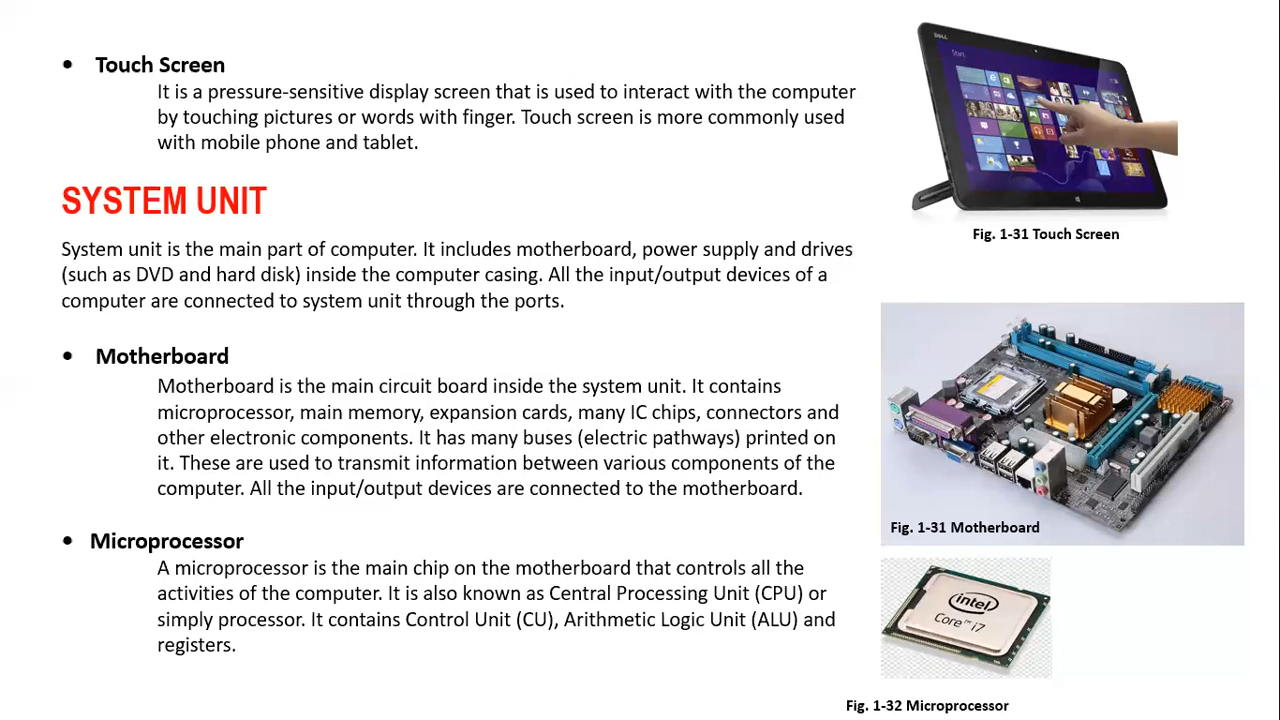 • Touch Screen
It is a pressure-sensitive display screen that is used to interact with the computer
by touching pictures or words with finger. Touch screen is more commonly used
with mobile phone and tablet.
SYSTEM UNIT
System unit is the main part of computer. It includes motherboard, power supply and drives
(such as DVD and hard disk) inside the computer casing. All the input/output devices of a
computer are connected to system unit through the ports.
• Motherboard
Motherboard is the main circuit board inside the system unit. It contains
microprocessor, main memory, expansion cards, many IC chips, connectors and
other electronic components. It has many buses (electric pathways) printed on
it. These are used to transmit information between various components of the
computer. All the input/output devices are connected to the motherboard.
• Microprocessor
A microprocessor is the main chip on the motherboard that controls all the
activities of the computer. It is also known as Central Processing Unit (CPU) or
simply processor. It contains Control Unit (CU), Arithmetic Logic Unit (ALU) and
registers.
DELL
Start
Fig. 1-31 Touch Screen
Fig. 1-31 Motherboard
intel
Core™ i7
Fig. 1-32 Microprocessor